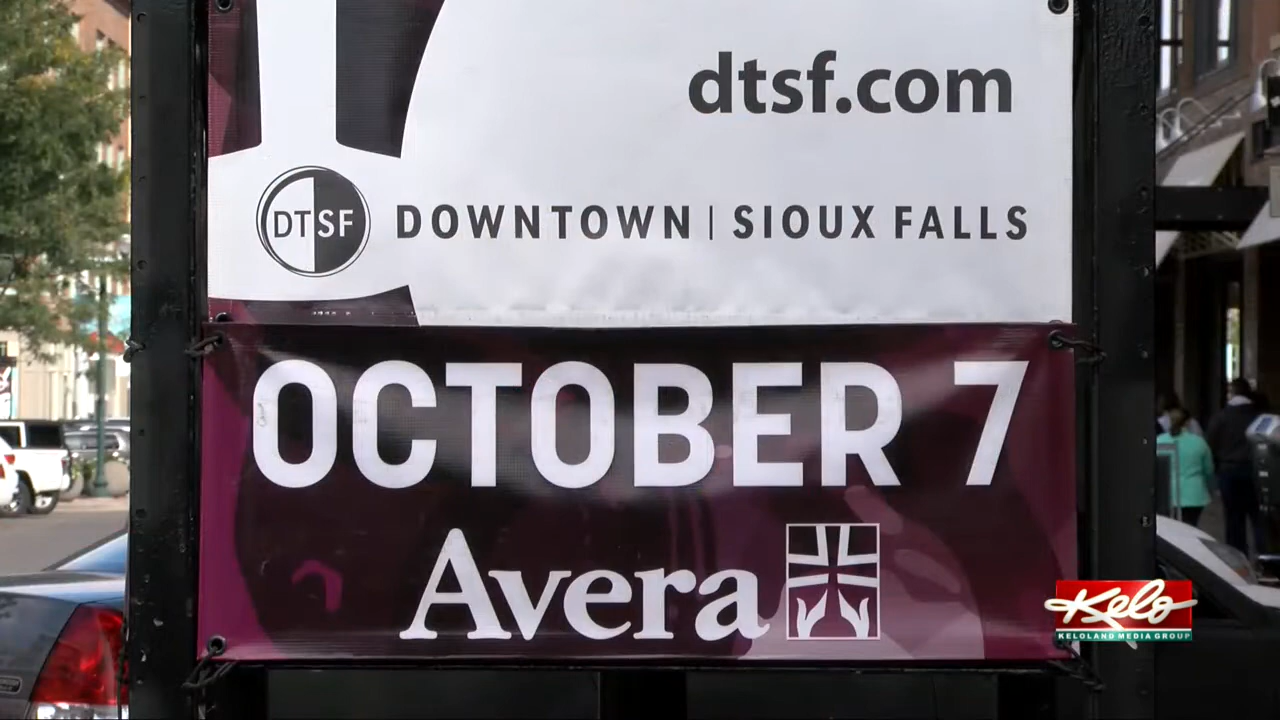 dtsf.com
DTSF DOWNTOWN | SIOUX FALLS
OCTOBER 7
Avera
Kelo
KELOLAND MEDIA GROUP